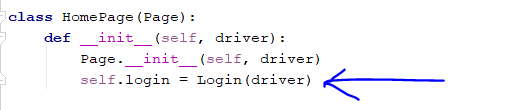 class HomePage(Page):
    def __init__(self, driver):
        Page.__init__(self, driver)
        self.login = Login(driver)